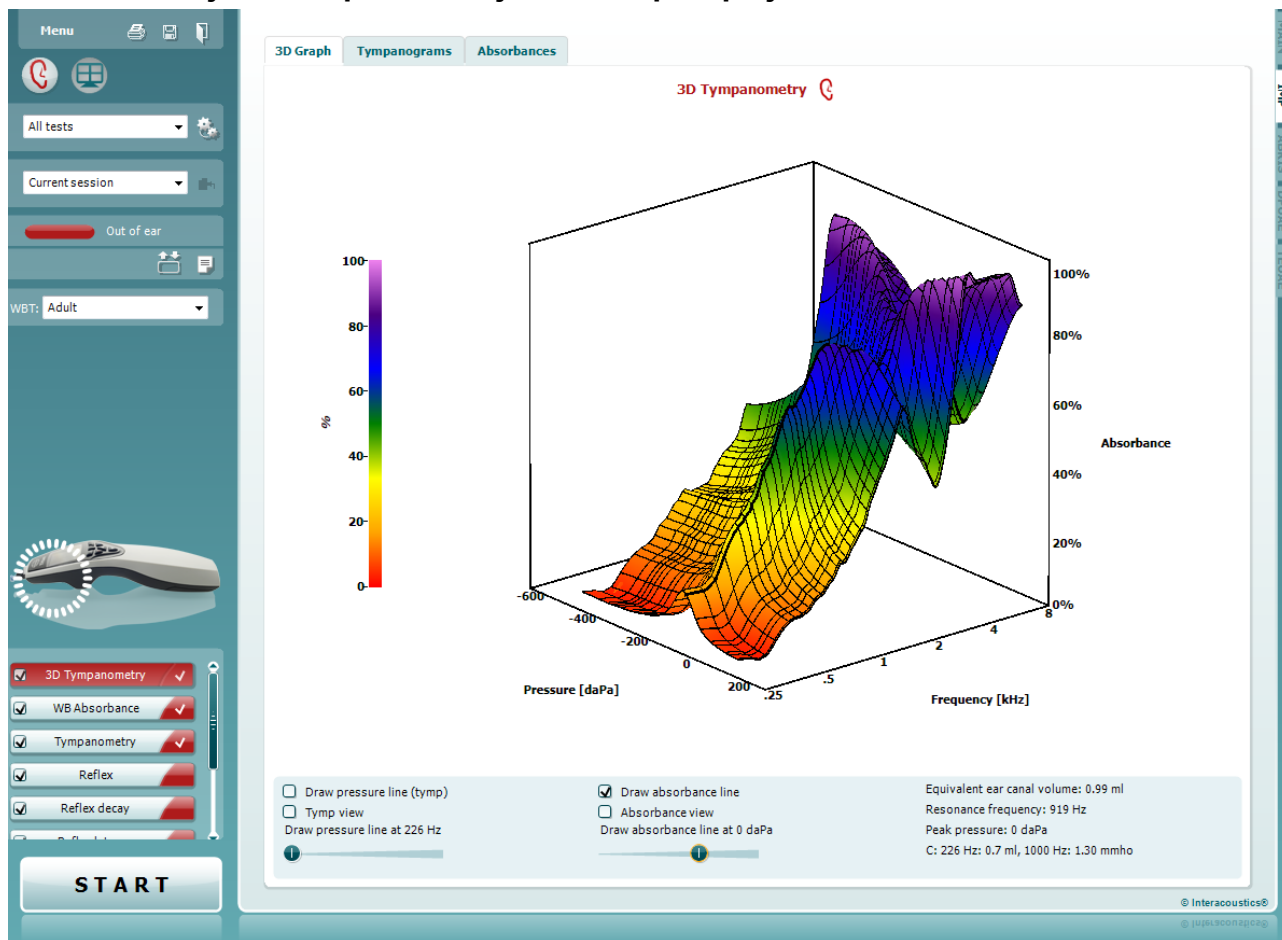 Menu
All tests
Current session
Out of ear
WBT: Adult
3D Tympanometry
WB Absorbance
Tympanometry
Reflex
Reflex decay
START
3D Graph Tympanograms Absorbances
3D Tympanometry
100
80
60
40
20
0
%
100%
80%
60%
40%
20%
0%
Absorbance
-600
-400
-200
0
200
Pressure [daPa]
.25
.5
1
2
4
8
Frequency [kHz]
Draw pressure line (tymp)
Tymp view
Draw pressure line at 226 Hz
Draw absorbance line
Absorbance view
Draw absorbance line at 0 daPa
Equivalent ear canal volume: 0.99 ml
Resonance frequency: 919 Hz
Peak pressure: 0 daPa
C: 226 Hz: 0.7 ml, 1000 Hz: 1.30 mmho
© Interacoustics®